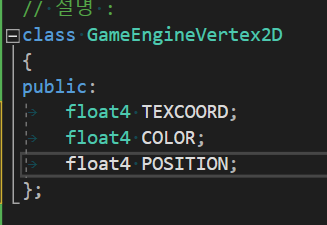 // 설명 :
class GameEngineVertex2D
{
public:
float4 TEXCOORD;
float4 COLOR;
float4 POSITION;
};